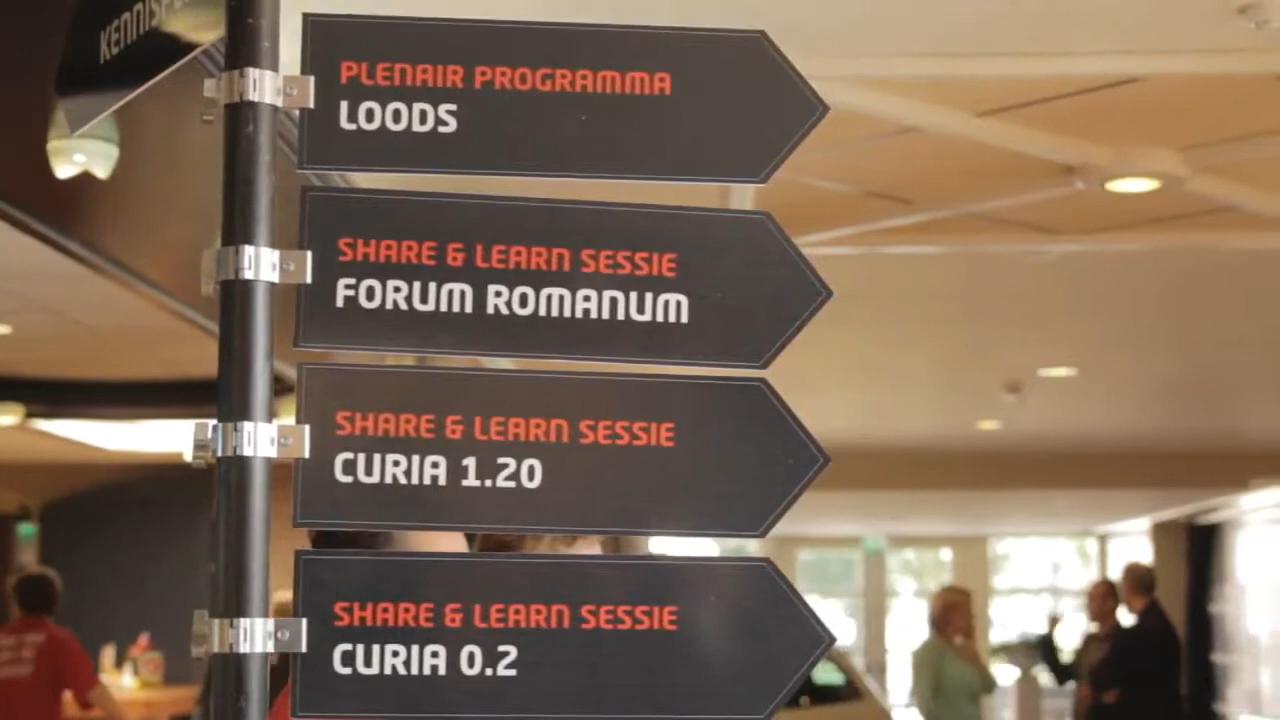 PLENAIR PROGRAMMA
LOODS
SHARE & LEARN SESSIE
FORUM ROMANUM
SHARE & LEARN SESSIE
CURIA 1.20
SHARE & LEARN SESSIE
CURIA 0.2